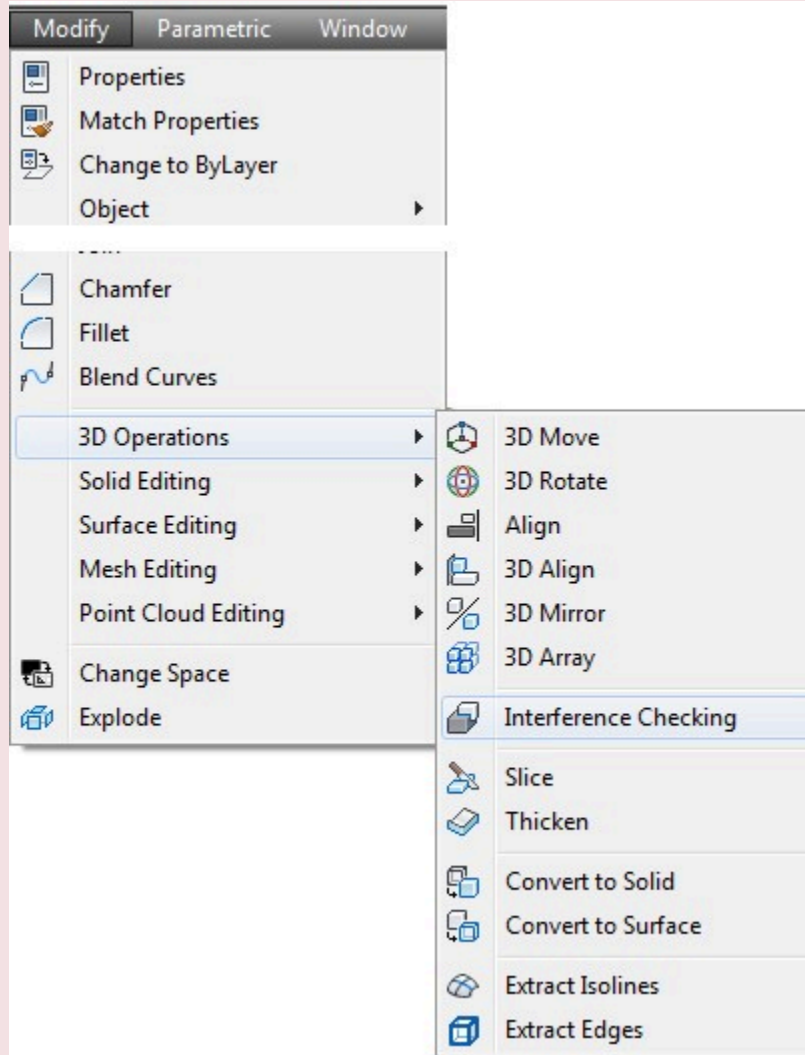 Modify Parametric Window
Properties
Match Properties
Change to ByLayer
Object
Chamfer
Fillet
Blend Curves
3D Operations
Solid Editing
Surface Editing
Mesh Editing
Point Cloud Editing
Change Space
Explode
3D Move
3D Rotate
Align
3D Align
3D Mirror
3D Array
Interference Checking
Slice
Thicken
Convert to Solid
Convert to Surface
Extract Isolines
Extract Edges